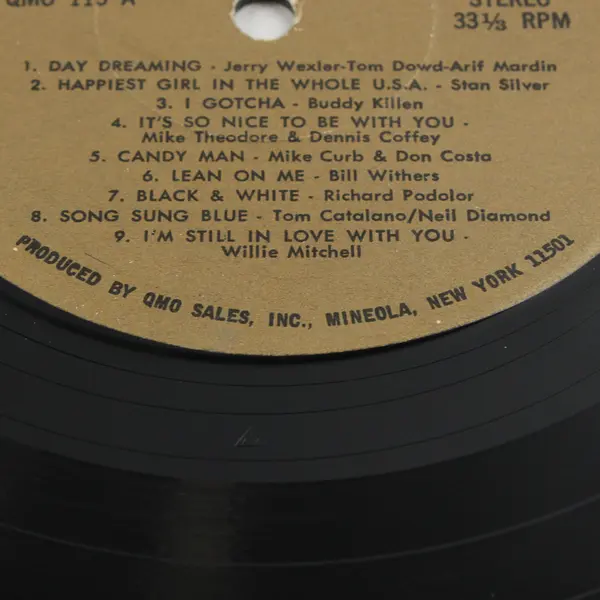 QMO 115 A
STEREO
33⅓ RPM
1. DAY DREAMING - Jerry Wexler-Tom Dowd-Arif Mardin
2. HAPPIEST GIRL IN THE WHOLE U.S.A. - Stan Silver
3. I GOTCHA - Buddy Killen
4. IT'S SO NICE TO BE WITH YOU -
Mike Theodore & Dennis Coffey
5. CANDY MAN - Mike Curb & Don Costa
6. LEAN ON ME - Bill Withers
7. BLACK & WHITE - Richard Podolor
8. SONG SUNG BLUE - Tom Catalano/Neil Diamond
9. I'M STILL IN LOVE WITH YOU -
Willie Mitchell
PRODUCED BY QMO SALES, INC., MINEOLA, NEW YORK 11501